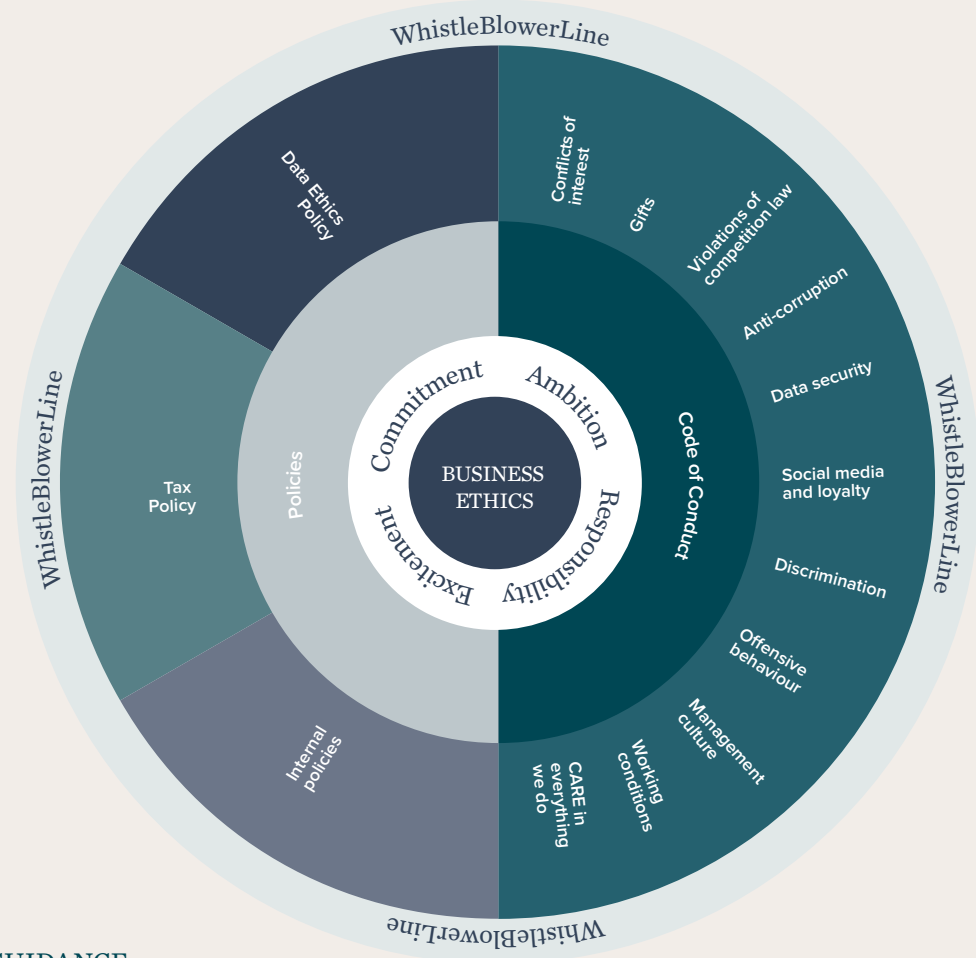 WhistleBlowerLine
Data Ethics
Policy
Tax
Policy
Internal
policies
Policies
Commitment
Ambition
Responsibility
Excitement
BUSINESS
ETHICS
Code of Conduct
Conflicts of
interest
Gifts
Violations of
competition law
Anti-corruption
Data security
Social media
and loyalty
Discrimination
Offensive
behaviour
Management
culture
Working
conditions
CARE in
everything
we do
WhistleBlowerLine
WhistleBlowerLine
WhistleBlowerLine